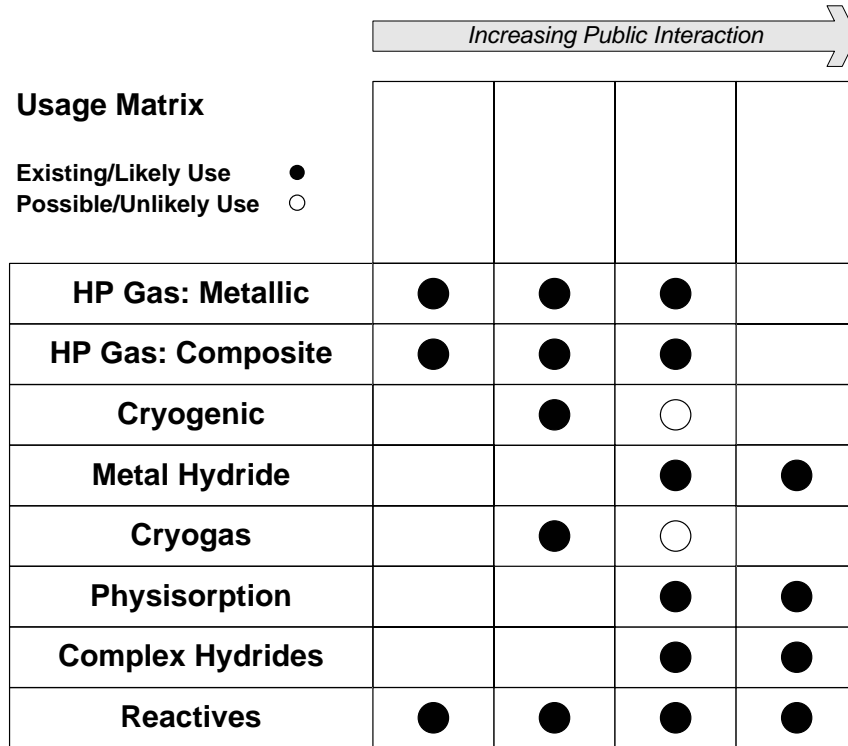 Increasing Public Interaction
Usage Matrix
Existing/Likely Use
Possible/Unlikely Use
HP Gas: Metallic
HP Gas: Composite
Cryogenic
Metal Hydride
Cryogas
Physisorption
Complex Hydrides
Reactives